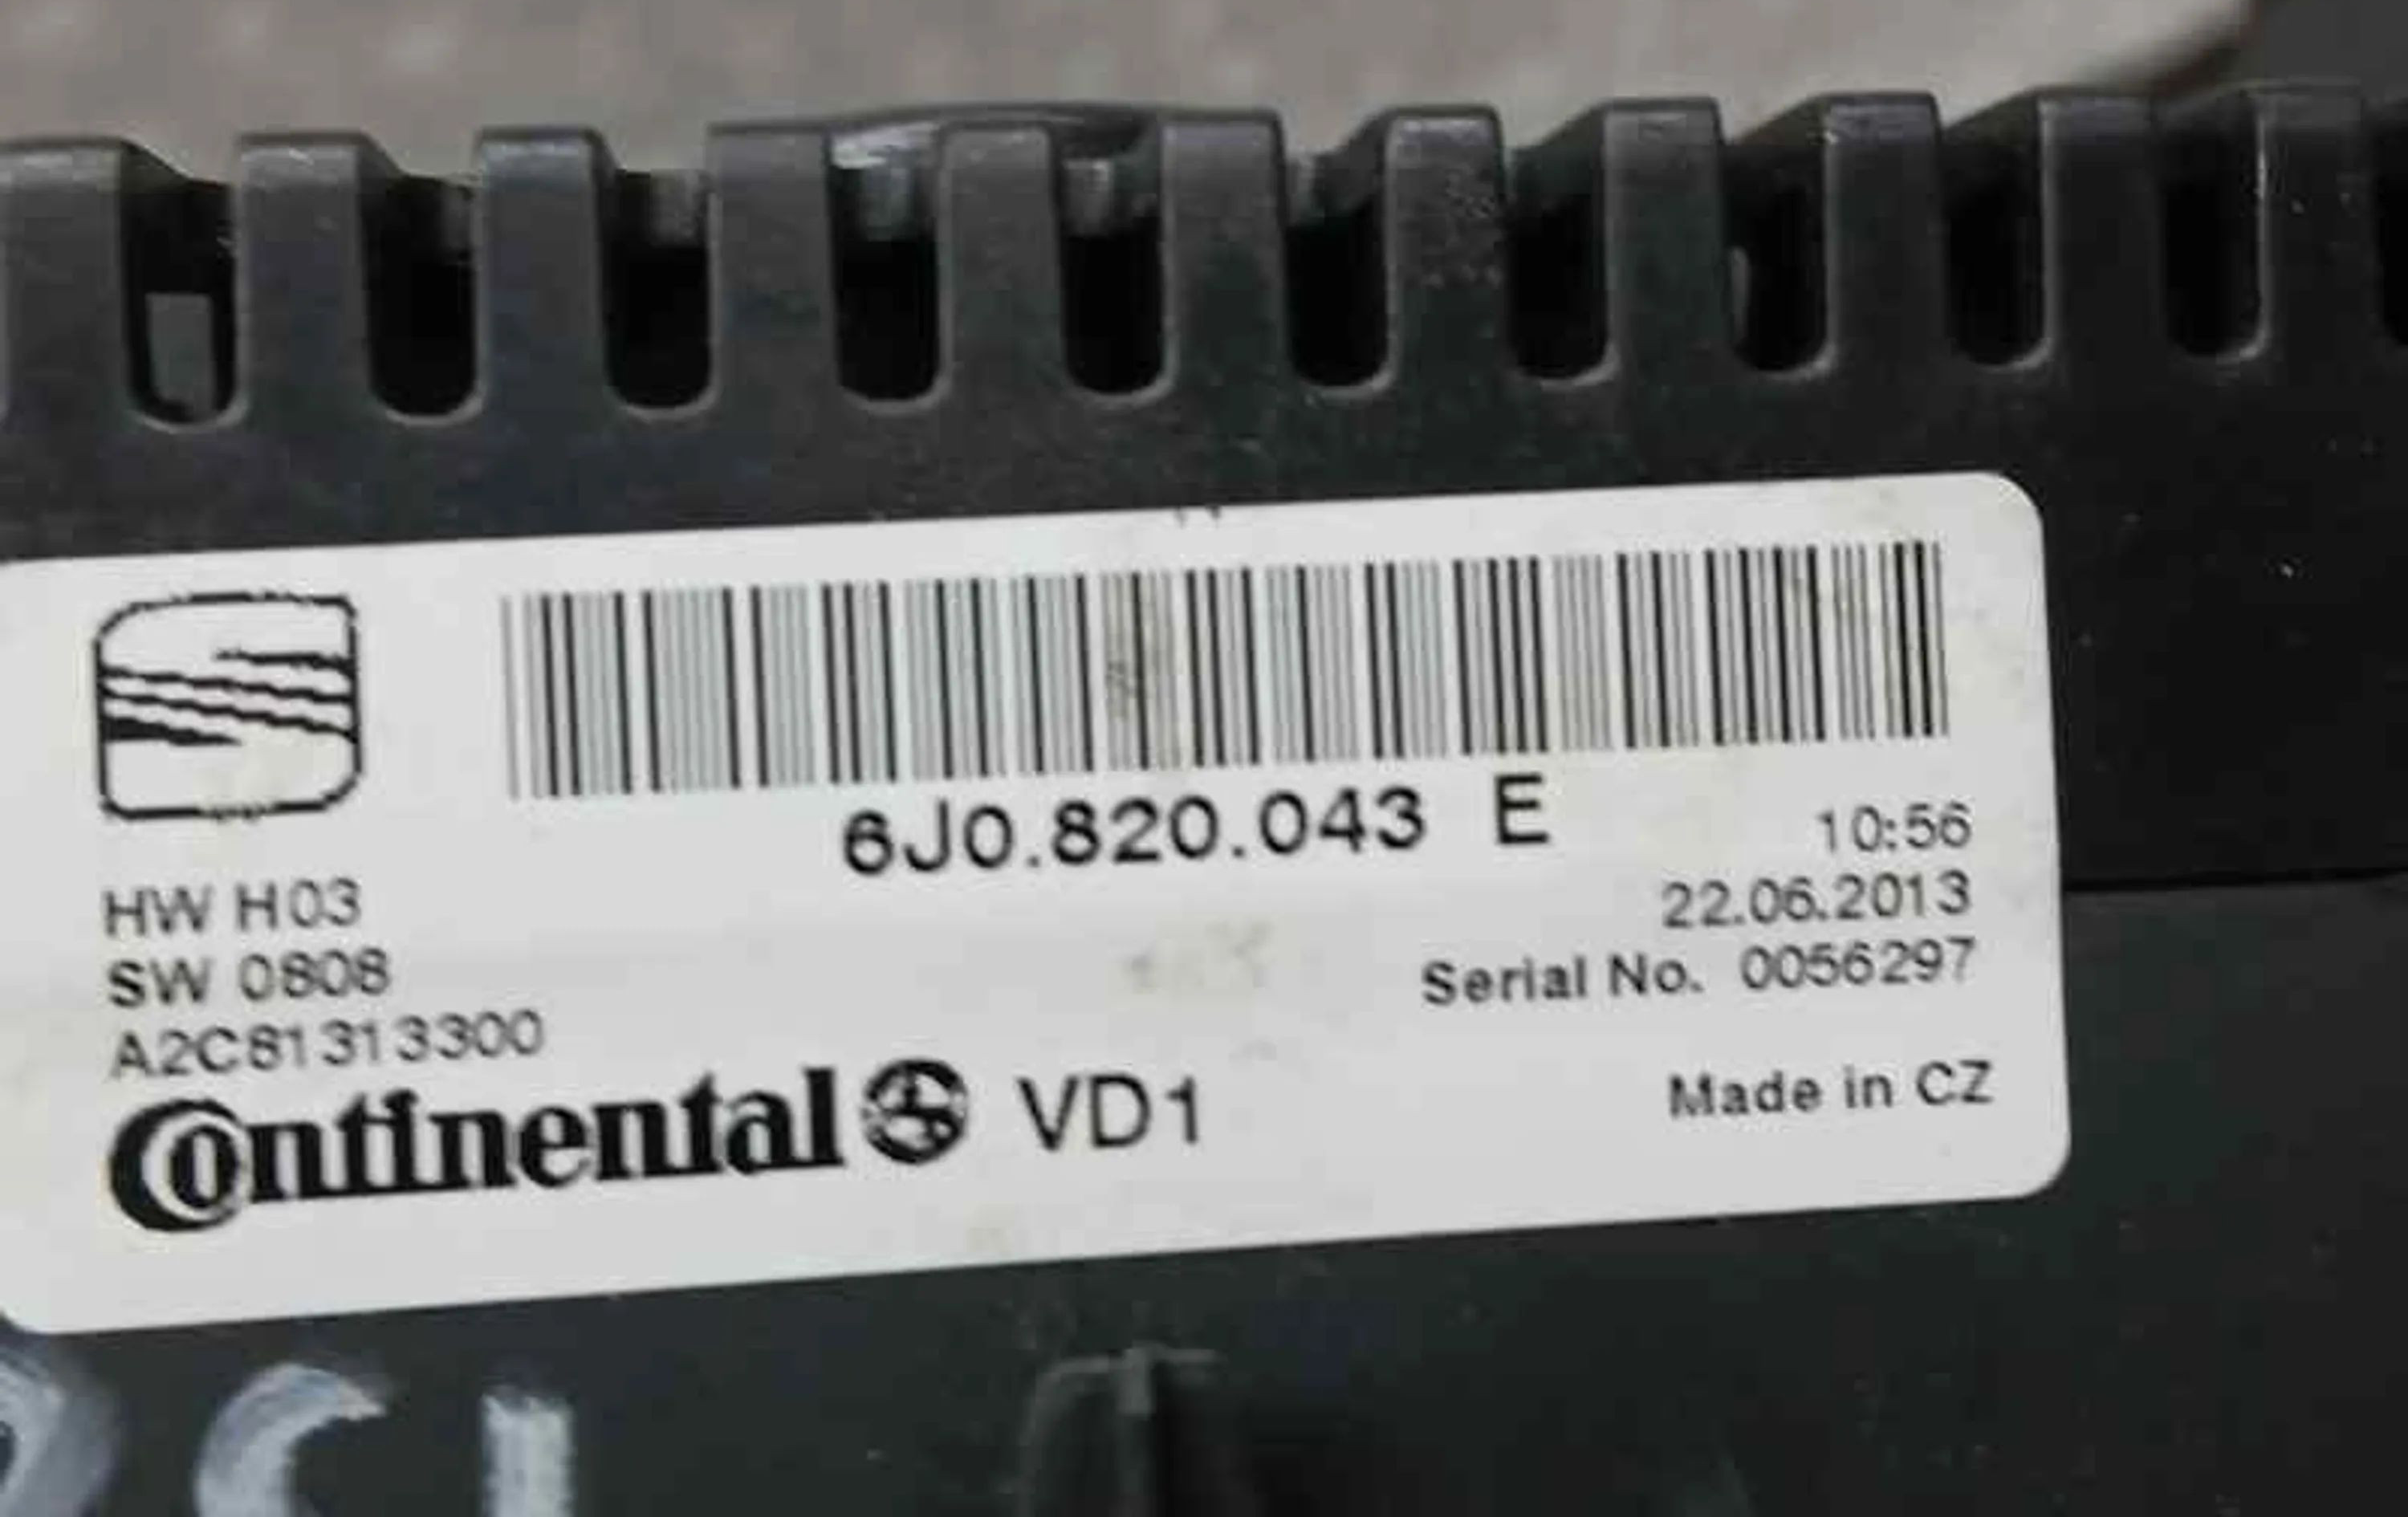 6J0.820.043 E
10:56
HW H03
22.06.2013
SW 0808
Serial No. 0056297
A2C81313300
Continental VD1
Made in CZ